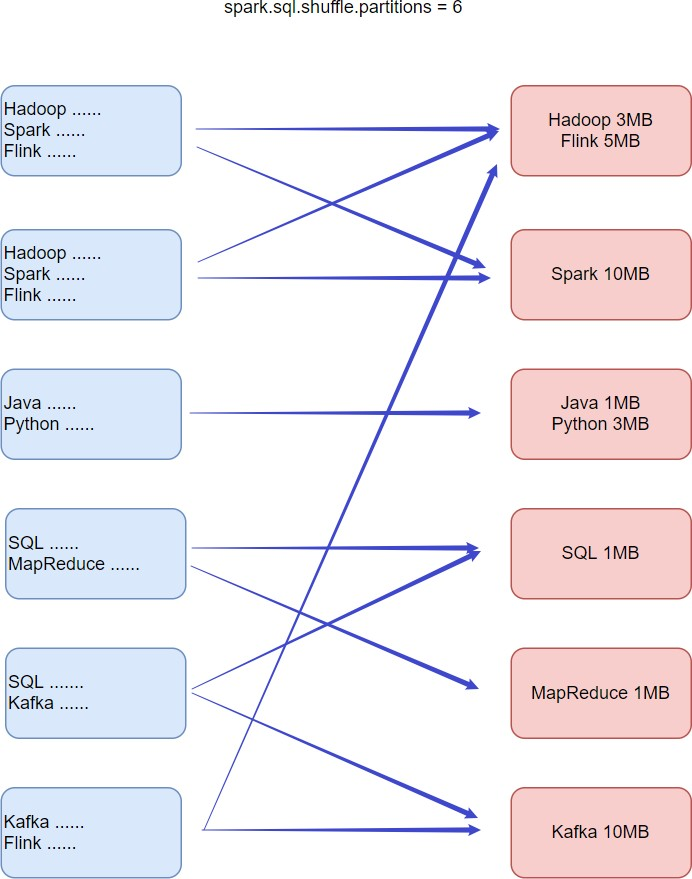 spark.sql.shuffle.partitions = 6
Hadoop ......
Spark ......
Flink ......
Hadoop 3MB
Flink 5MB
Hadoop ......
Spark ......
Flink ......
Spark 10MB
Java ......
Python ......
Java 1MB
Python 3MB
SQL ......
MapReduce ......
SQL 1MB
SQL .......
Kafka ......
MapReduce 1MB
Kafka ......
Flink ......
Kafka 10MB